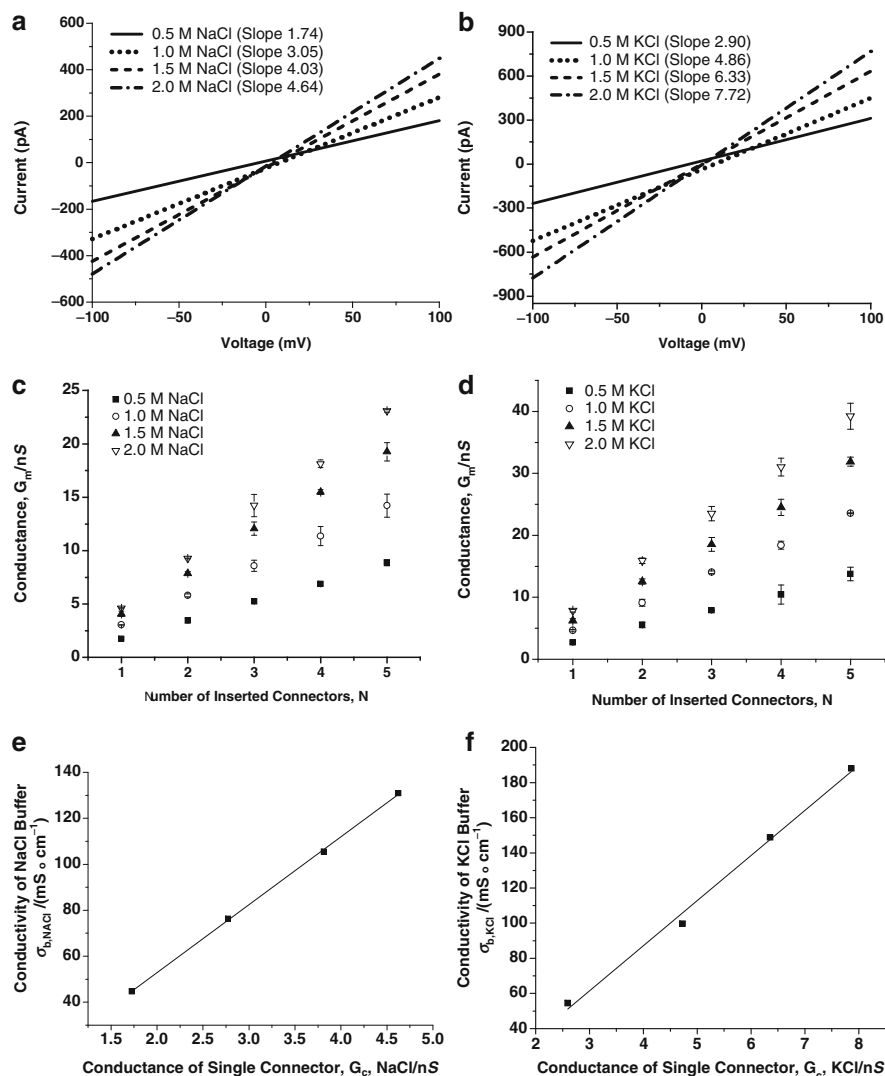 a
600
400
200
0
−200
−400
−600
−100
−50
0
50
100
Current (pA)
Voltage (mV)
0.5 M NaCl (Slope 1.74)
1.0 M NaCl (Slope 3.05)
1.5 M NaCl (Slope 4.03)
2.0 M NaCl (Slope 4.64)
b
900
600
300
0
-300
-600
-900
−100
−50
0
50
100
Current (pA)
Voltage (mV)
0.5 M KCl (Slope 2.90)
1.0 M KCl (Slope 4.86)
1.5 M KCl (Slope 6.33)
2.0 M KCl (Slope 7.72)
c
25
20
15
10
5
0
1
2
3
4
5
Conductance, Gm/nS
Number of Inserted Connectors, N
0.5 M NaCl
1.0 M NaCl
1.5 M NaCl
2.0 M NaCl
d
40
30
20
10
0
1
2
3
4
5
Conductance, Gm/nS
Number of Inserted Connectors, N
0.5 M KCl
1.0 M KCl
1.5 M KCl
2.0 M KCl
e
140
120
100
80
60
40
1.5
2.0
2.5
3.0
3.5
4.0
4.5
5.0
Conductivity of NaCl Buffer
σb,NACl /(mS o cm−1)
Conductance of Single Connector, Gc, NaCl/nS
f
200
180
160
140
120
100
80
60
40
2
3
4
5
6
7
8
Conductivity of KCl Buffer
σb,KCl /(mS o cm−1)
Conductance of Single Connector, Gc, KCl/nS